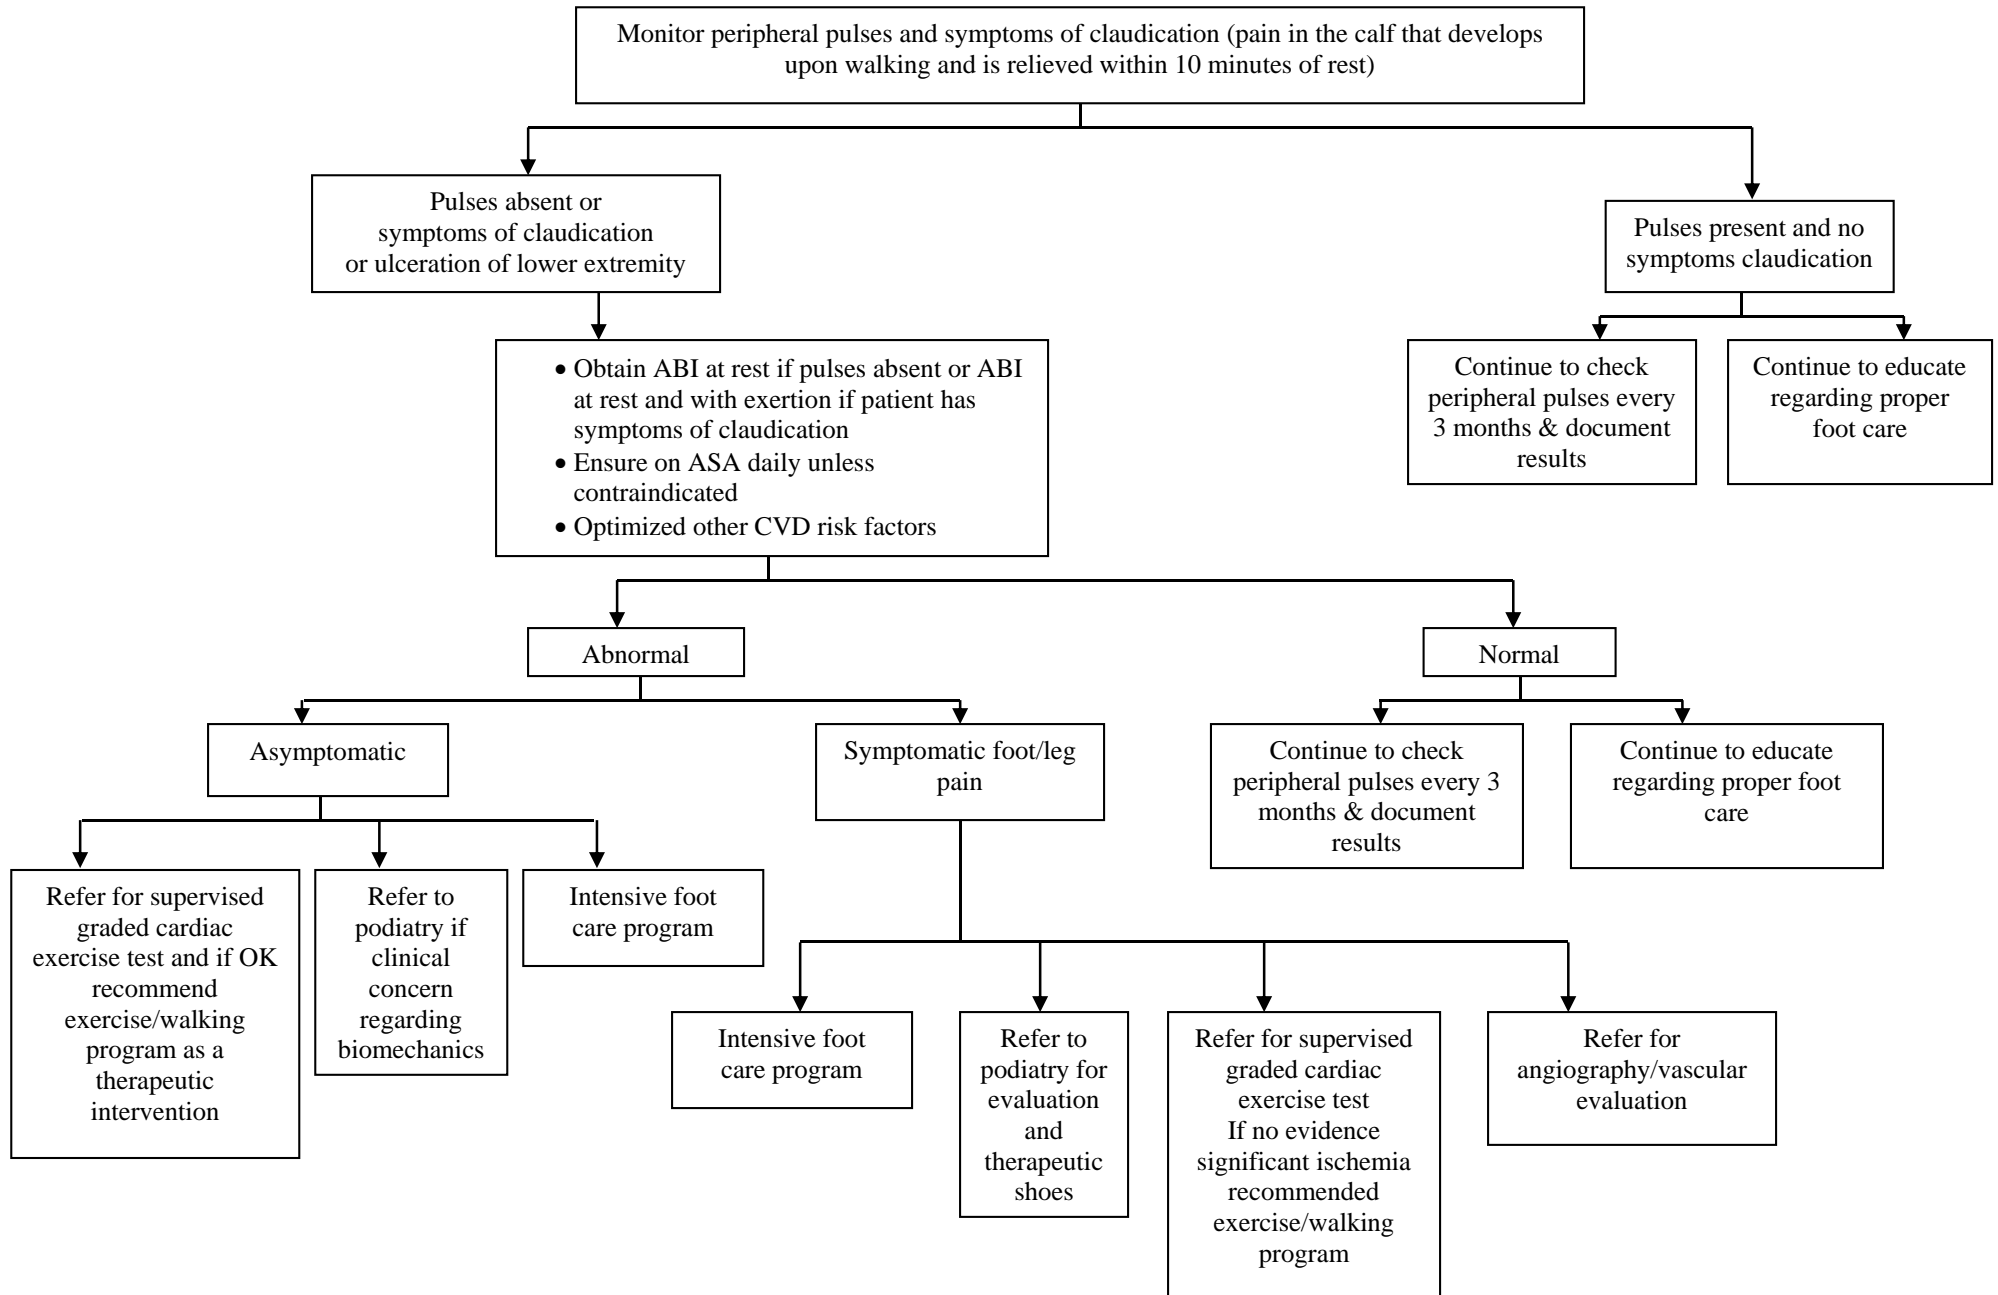 Monitor peripheral pulses and symptoms of claudication (pain in the calf that develops
upon walking and is relieved within 10 minutes of rest)
Pulses absent or
symptoms of claudication
or ulceration of lower extremity
Pulses present and no
symptoms claudication
• Obtain ABI at rest if pulses absent or ABI
at rest and with exertion if patient has
symptoms of claudication
• Ensure on ASA daily unless
contraindicated
• Optimized other CVD risk factors
Continue to check
peripheral pulses every
3 months & document
results
Continue to educate
regarding proper
foot care
Abnormal
Normal
Asymptomatic
Symptomatic foot/leg
pain
Continue to check
peripheral pulses every 3
months & document
results
Continue to educate
regarding proper foot
care
Refer for supervised
graded cardiac
exercise test and if OK
recommend
exercise/walking
program as a
therapeutic
intervention
Refer to
podiatry if
clinical
concern
regarding
biomechanics
Intensive foot
care program
Intensive foot
care program
Refer to
podiatry for
evaluation
and
therapeutic
shoes
Refer for supervised
graded cardiac
exercise test
If no evidence
significant ischemia
recommended
exercise/walking
program
Refer for
angiography/vascular
evaluation